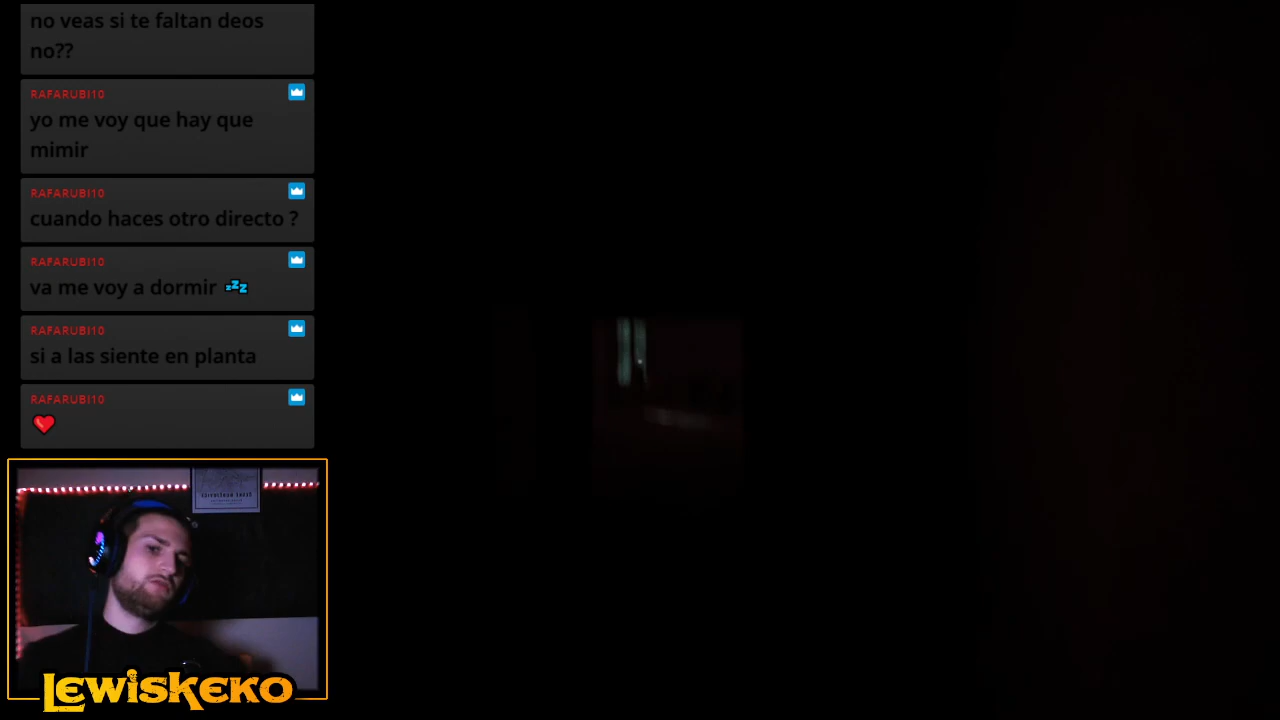 no veas si te faltan deos
no??
RAFARUBI10
yo me voy que hay que
mimir
RAFARUBI10
cuando haces otro directo ?
RAFARUBI10
va me voy a dormir 💤
RAFARUBI10
si a las siente en planta
RAFARUBI10
❤️
LEWISKEKO